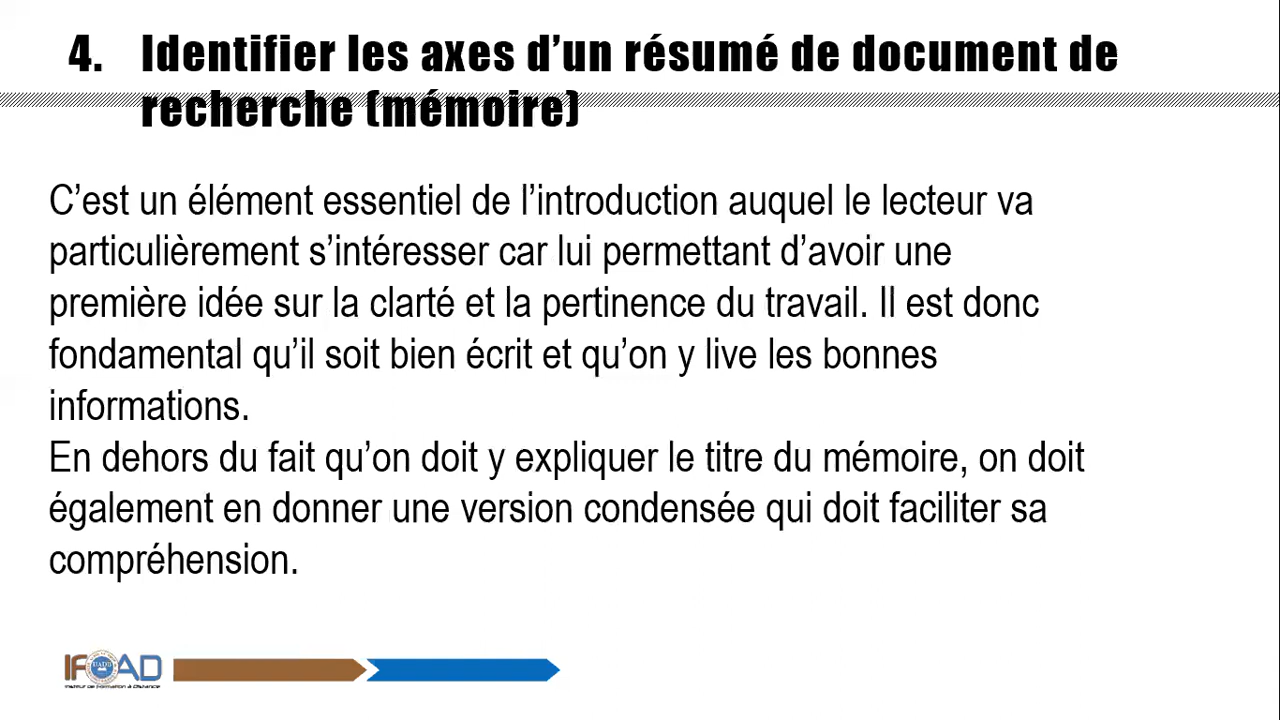 4. Identifier les axes d’un résumé de document de
recherche (mémoire)
C’est un élément essentiel de l’introduction auquel le lecteur va
particulièrement s’intéresser car lui permettant d’avoir une
première idée sur la clarté et la pertinence du travail. Il est donc
fondamental qu’il soit bien écrit et qu’on y live les bonnes
informations.
En dehors du fait qu’on doit y expliquer le titre du mémoire, on doit
également en donner une version condensée qui doit faciliter sa
compréhension.
IFOAD
Institut de Formation à Distance